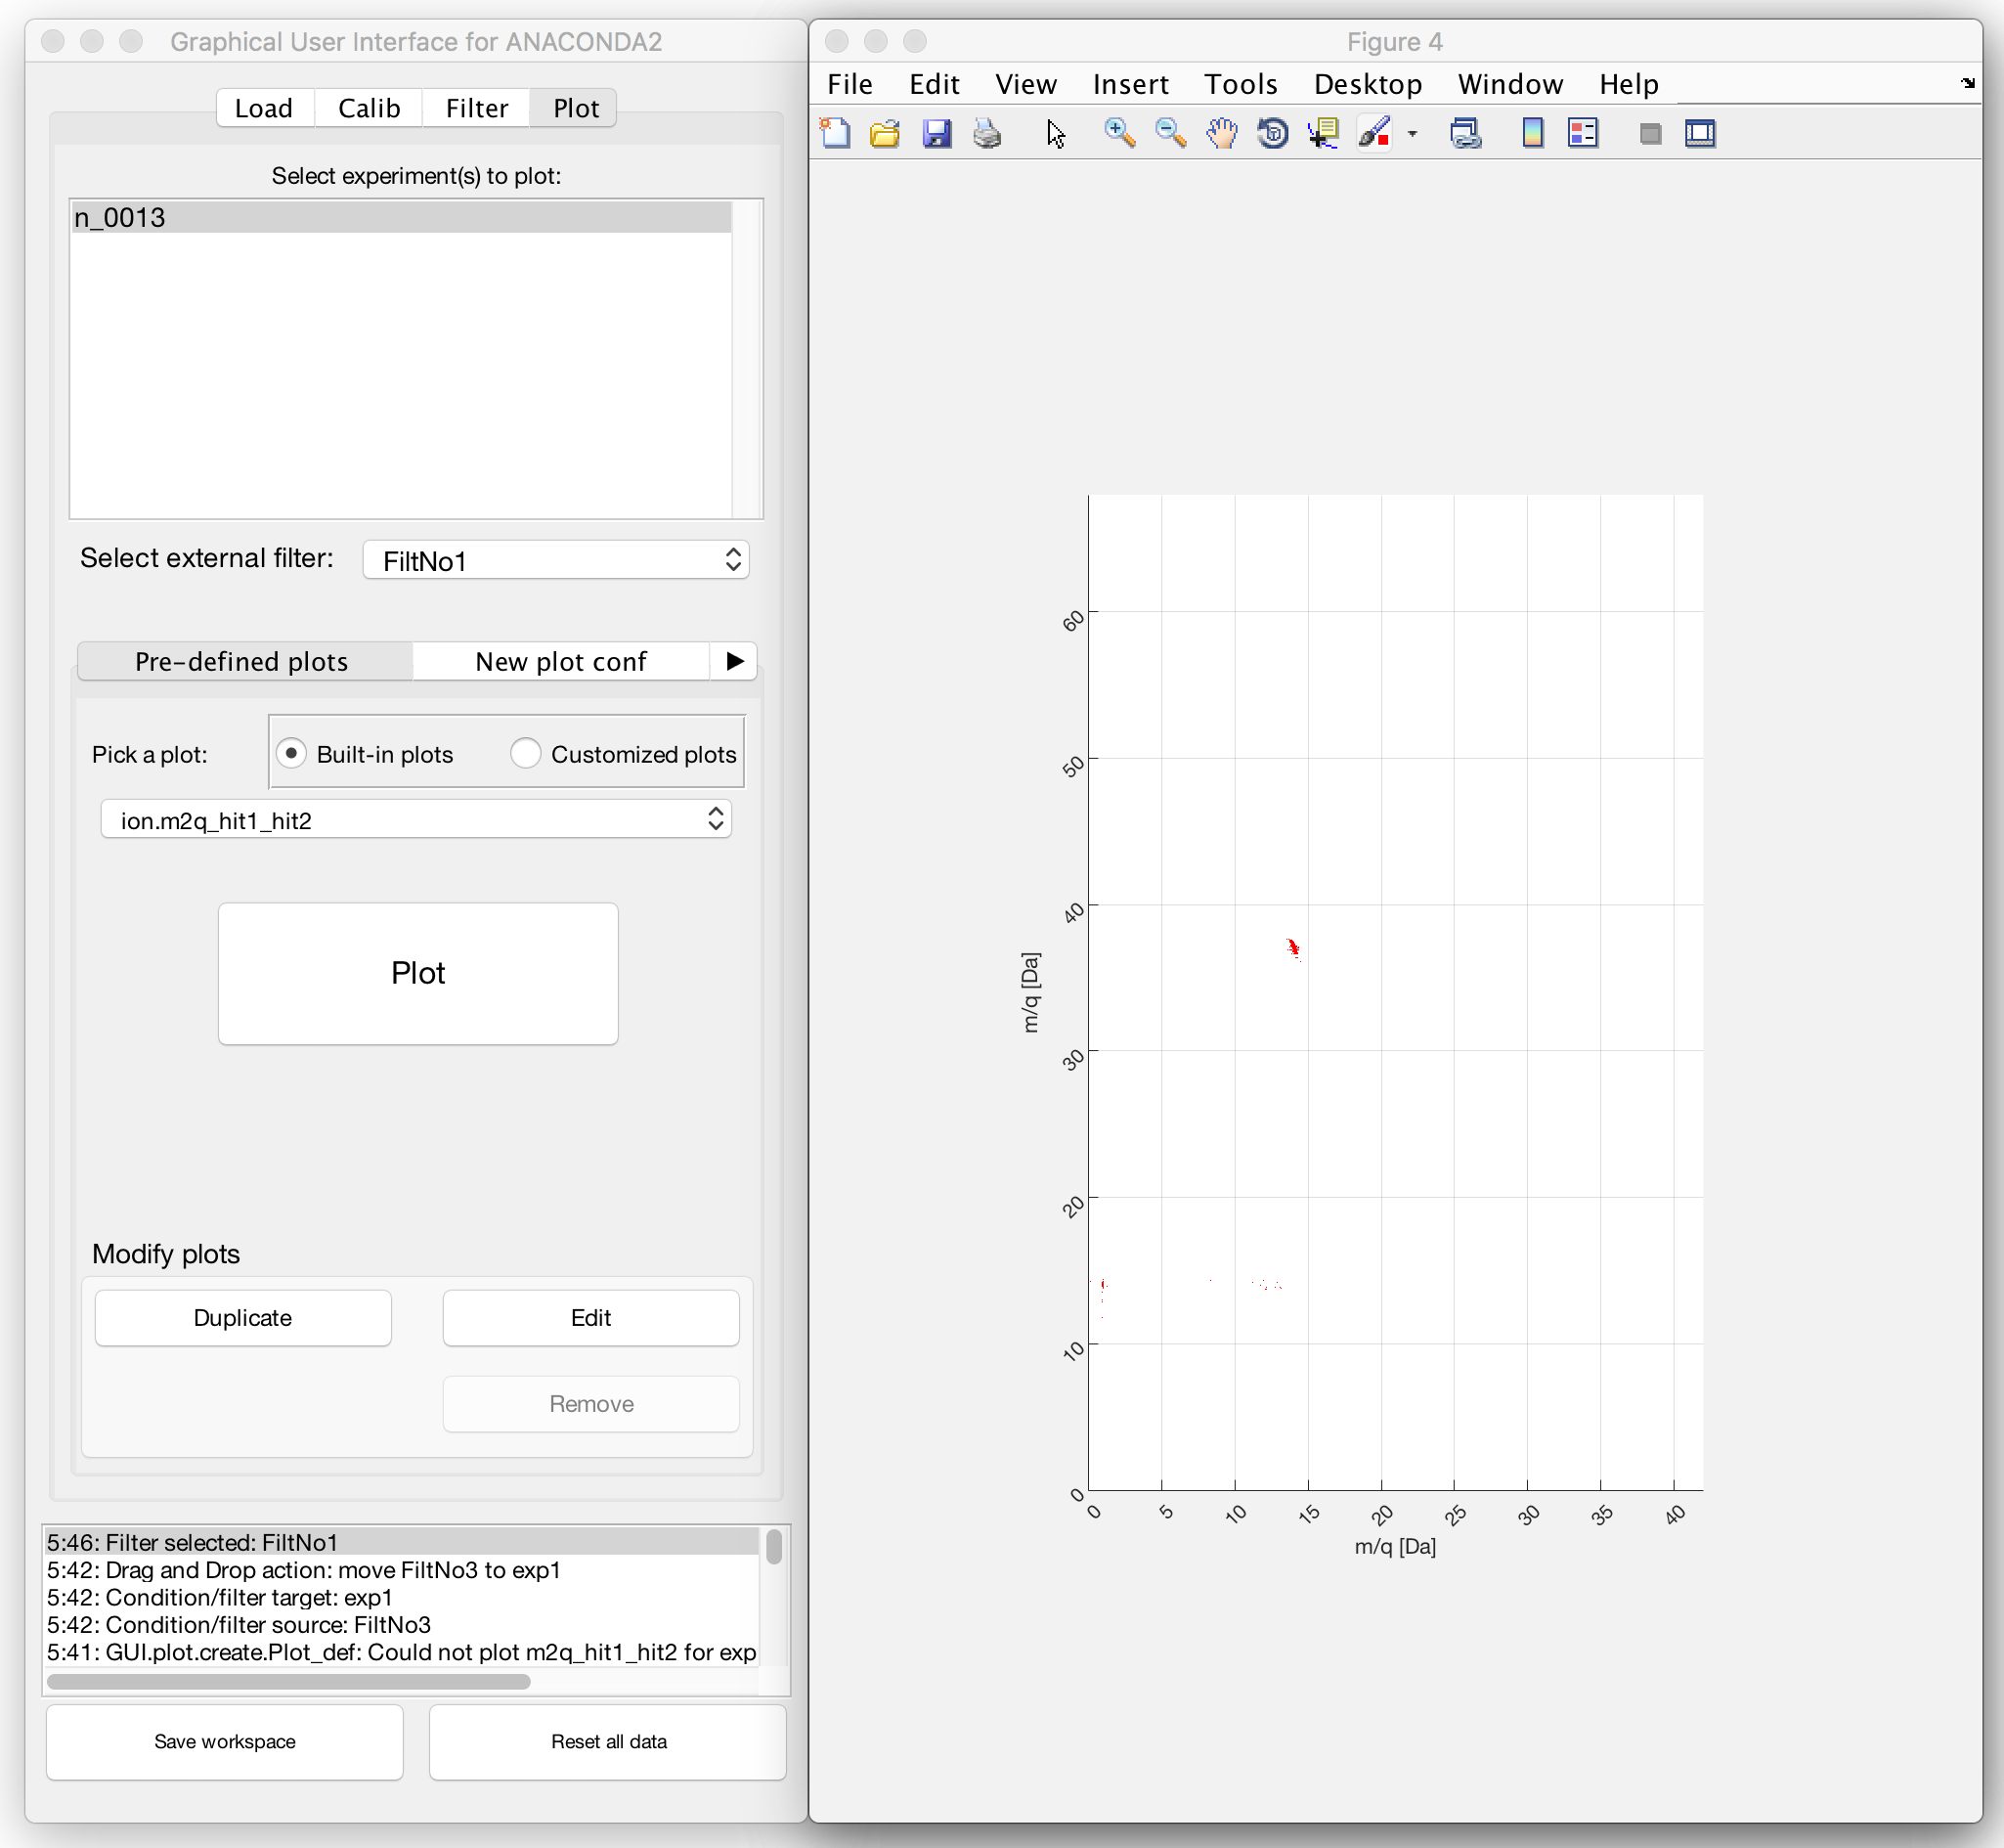 Graphical User Interface for ANACONDA2
Load Calib Filter Plot
Select experiment(s) to plot:
n_0013
Select external filter: FiltNo1
Pre-defined plots New plot conf
Pick a plot: Built-in plots Customized plots
ion.m2q_hit1_hit2
Plot
Modify plots
Duplicate Edit
Remove
5:46: Filter selected: FiltNo1
5:42: Drag and Drop action: move FiltNo3 to exp1
5:42: Condition/filter target: exp1
5:42: Condition/filter source: FiltNo3
5:41: GUI.plot.create.Plot_def: Could not plot m2q_hit1_hit2 for exp
Save workspace Reset all data
Figure 4
File Edit View Insert Tools Desktop Window Help
60
50
40
30
20
10
0
m/q [Da]
0 5 10 15 20 25 30 35 40
m/q [Da]